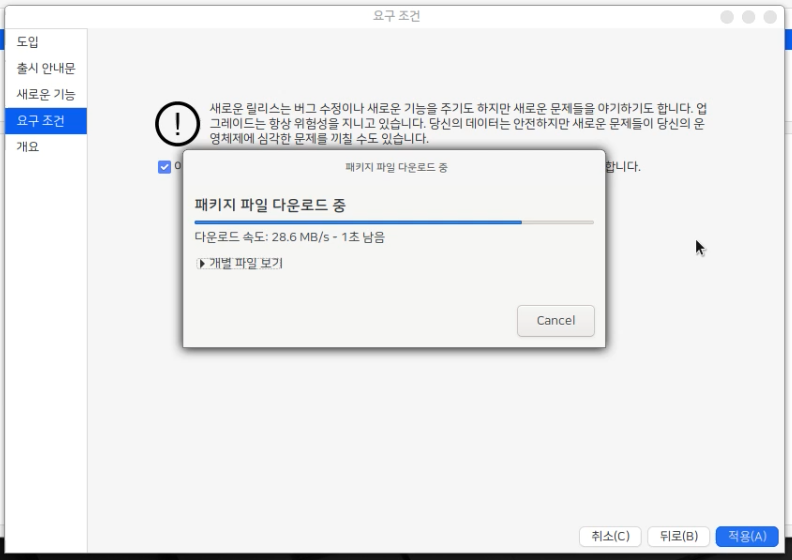 요구 조건
도입
출시 안내문
새로운 기능
요구 조건
개요
새로운 릴리스는 버그 수정이나 새로운 기능을 주기도 하지만 새로운 문제들을 야기하기도 합니다. 업
그레이드는 항상 위험성을 지니고 있습니다. 당신의 데이터는 안전하지만 새로운 문제들이 당신의 운
영체제에 심각한 문제를 끼칠 수도 있습니다.
합니다.
패키지 파일 다운로드 중
패키지 파일 다운로드 중
다운로드 속도: 28.6 MB/s - 1초 남음
개별 파일 보기
Cancel
취소(C)
뒤로(B)
적용(A)